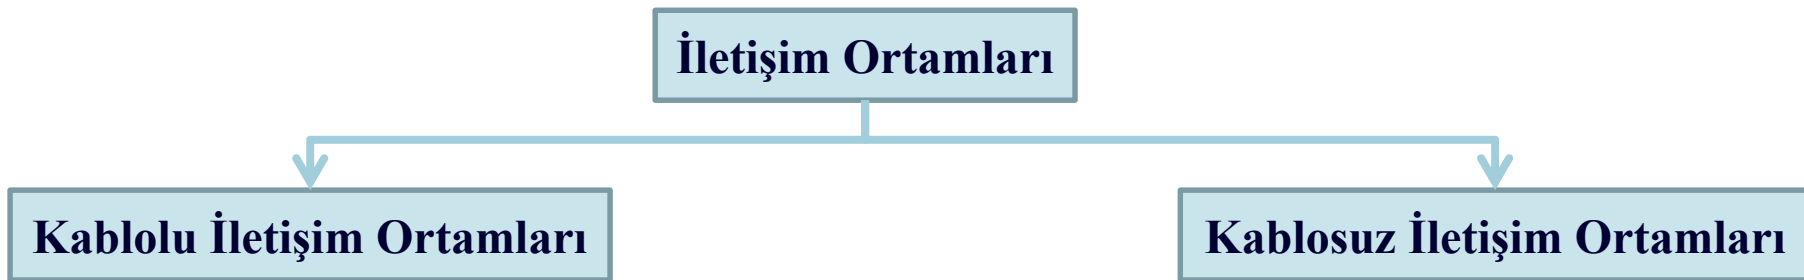 İletişim Ortamları
Kablolu İletişim Ortamları
Kablosuz İletişim Ortamları